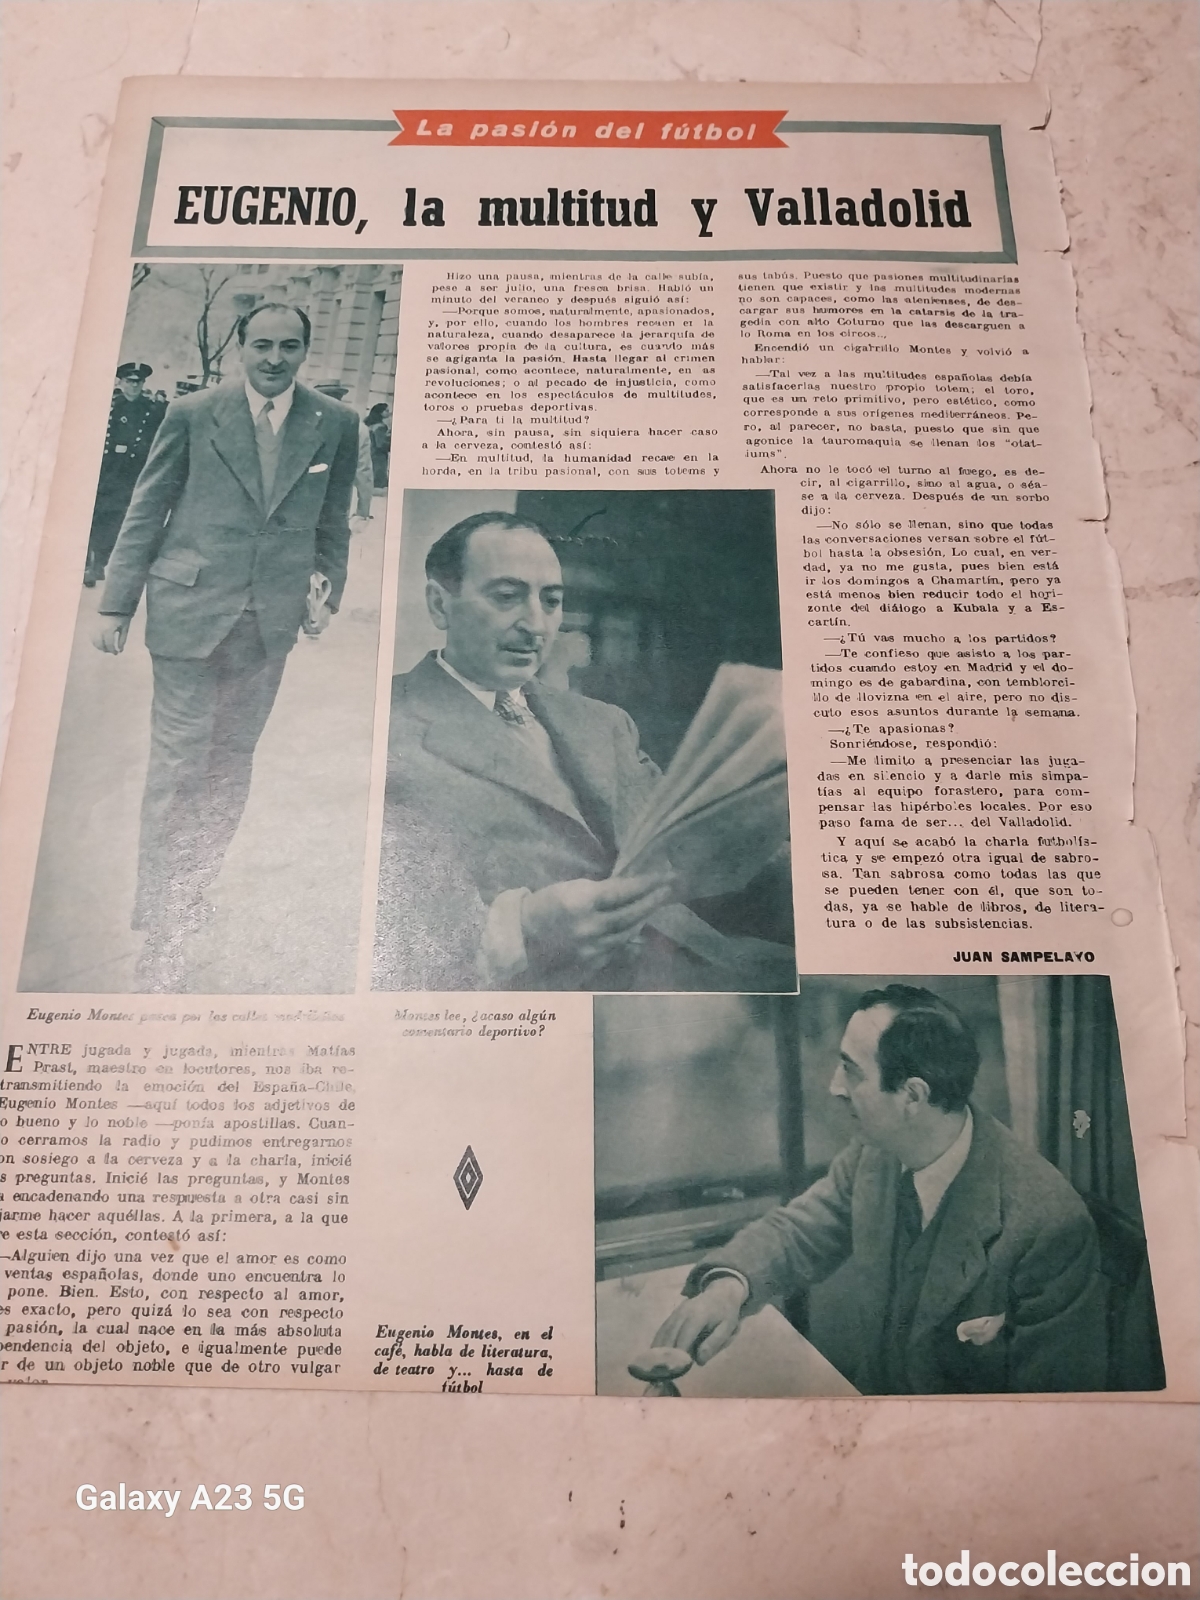 La pasión del fútbol
EUGENIO, la multitud y Valladolid
Eugenio Montes pasea por las calles madrileñas
ENTRE jugada y jugada, mientras Matías
Prast, maestro en locutores, nos iba re-
transmitiendo la emoción del España-Chile,
Eugenio Montes —aquí todos los adjetivos de
o bueno y lo noble —ponía apostillas. Cuan-
o cerramos la radio y pudimos entregarnos
on sosiego a la cerveza y a la charla, inicié
s preguntas. Inicié las preguntas, y Montes
a encadenando una respuesta a otra casi sin
jarme hacer aquéllas. A la primera, a la que
e esta sección, contestó así:
—Alguien dijo una vez que el amor es como
ventas españolas, donde uno encuentra lo
pone. Bien. Esto, con respecto al amor,
es exacto, pero quizá lo sea con respecto
pasión, la cual nace en la más absoluta
pendencia del objeto, e igualmente puede
r de un objeto noble que de otro vulgar
Hizo una pausa, mientras de la calle subía,
pese a ser julio, una fresca brisa. Habló un
minuto del veraneo y después siguió así:
—Porque somos, naturalmente, apasionados,
y, por ello, cuando los hombres recaen en la
naturaleza, cuando desaparece la jerarquía de
valores propia de la cultura, es cuando más
se agiganta la pasión. Hasta llegar al crimen
pasional, como acontece, naturalmente, en as
revoluciones; o al pecado de injusticia, como
acontece en los espectáculos de multitudes,
toros o pruebas deportivas.
—¿Para ti la multitud?
Ahora, sin pausa, sin siquiera hacer caso
a la cerveza, contestó así:
—En multitud, la humanidad recae en la
horda, en la tribu pasional, con sus totems y
sus tabús. Puesto que pasiones multitudinarias
tienen que existir y las multitudes modernas
no son capaces, como las atenienses, de des-
cargar sus humores en la catarsis de la tra-
gedia con alto Coturno que las descarguen a
lo Roma en los circos...
Encendió un cigarrillo Montes y volvió a
hablar:
—Tal vez a las multitudes españolas debía
satisfacerlas nuestro propio totem; el toro,
que es un reto primitivo, pero estético, como
corresponde a sus orígenes mediterráneos. Pe-
ro, al parecer, no basta, puesto que sin que
agonice la tauromaquia se llenan los "otat-
iums".
Ahora no le tocó el turno al fuego, es de-
cir, al cigarrillo, sino al agua, o séa-
se a la cerveza. Después de un sorbo
dijo:
—No sólo se llenan, sino que todas
las conversaciones versan sobre el fút-
bol hasta la obsesión. Lo cual, en ver-
dad, ya no me gusta, pues bien está
ir los domingos a Chamartín, pero ya
está menos bien reducir todo el hori-
zonte del diálogo a Kubala y a Es-
cartín.
—¿Tú vas mucho a los partidos?
—Te confieso que asisto a los par-
tidos cuando estoy en Madrid y el do-
mingo es de gabardina, con temblorci-
llo de llovizna en el aire, pero no dis-
cuto esos asuntos durante la semana.
—¿Te apasionas?
Sonriéndose, respondió:
—Me limito a presenciar las juga-
das en silencio y a darle mis simpa-
tías al equipo forastero, para com-
pensar las hipérboles locales. Por eso
paso fama de ser... del Valladolid.
Y aquí se acabó la charla futbolís-
tica y se empezó otra igual de sabro-
sa. Tan sabrosa como todas las que
se pueden tener con él, que son to-
das, ya se hable de libros, de litera-
tura o de las subsistencias.
JUAN SAMPELAYO
Montes lee, ¿acaso algún
comentario deportivo?
Eugenio Montes, en el
café, habla de literatura,
de teatro y... hasta de
fútbol
Galaxy A23 5G
todocoleccion